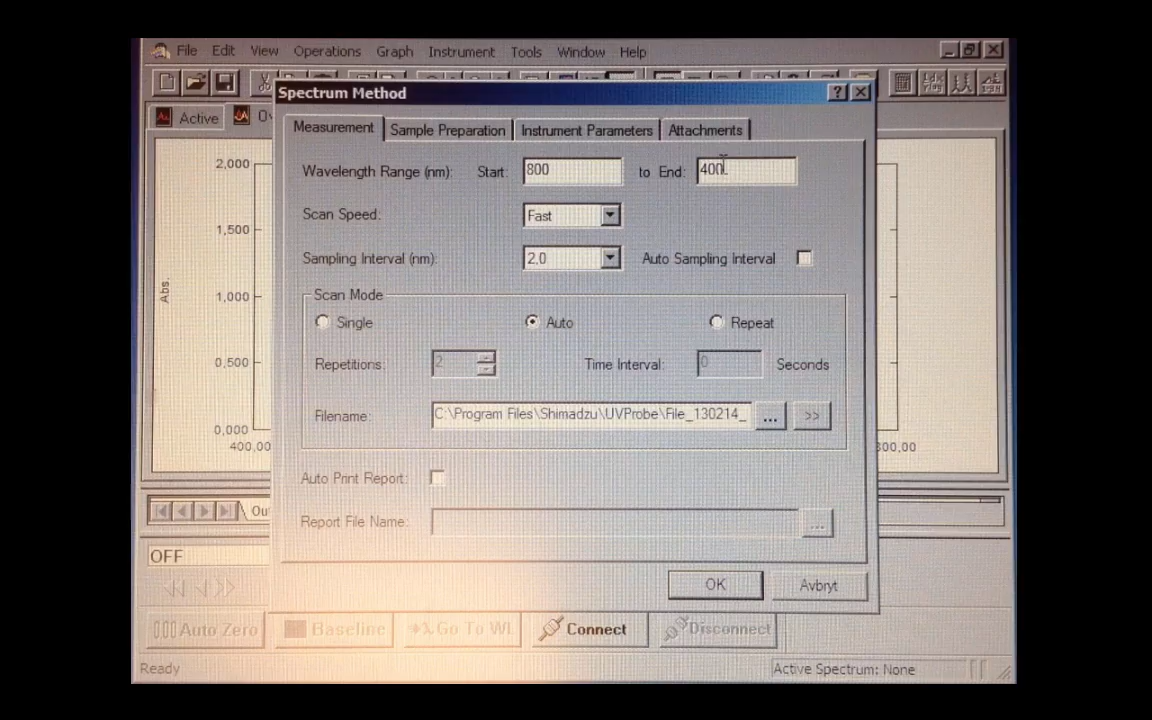 File Edit View Operations Graph Instrument Tools Window Help
Spectrum Method
Active
Measurement Sample Preparation Instrument Parameters Attachments
2,000
1,500
1,000
0,500
0,000
Abs.
400,00
800,00
Wavelength Range (nm): Start: 800 to End: 400
Scan Speed: Fast
Sampling Interval (nm): 2.0 Auto Sampling Interval
Scan Mode
Single Auto Repeat
Repetitions: 2 Time Interval: 0 Seconds
Filename: C:\Program Files\Shimadzu\UVProbe\File_130214_ ... >>
Auto Print Report:
Report File Name: ...
OK Avbryt
OFF
Auto Zero Baseline Go To WL Connect Disconnect
Ready Active Spectrum: None